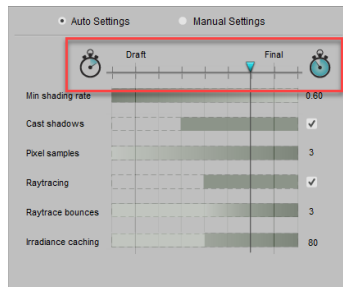 Auto Settings Manual Settings
Draft Final
Min shading rate 0.60
Cast shadows
Pixel samples 3
Raytracing
Raytrace bounces 3
Irradiance caching 80